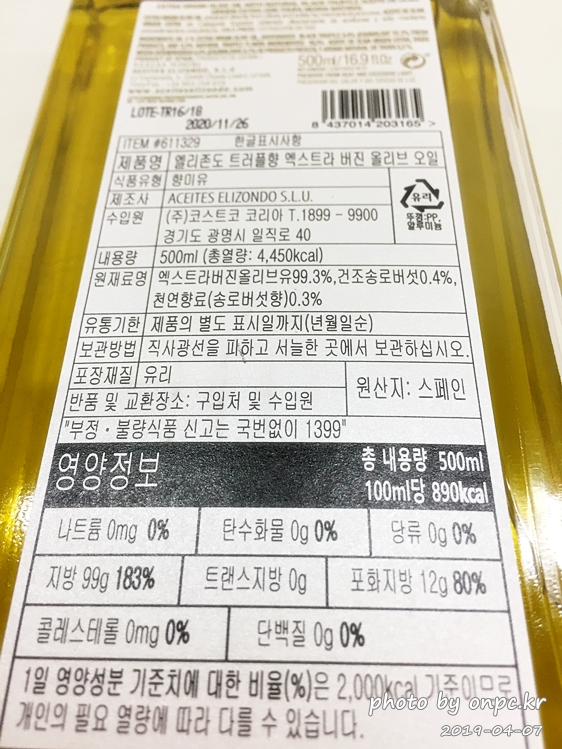 500ml/16.9 fl.oz
ACEITES ELIZONDO, S.L.U.
www.aceiteselizondo.com
LOTE-TR16/18
2020/11/26
8 437014 203165 >
ITEM #611329 한글표시사항
제품명 엘리존도 트러플향 엑스트라 버진 올리브 오일
식품유형 향미유
제조사 ACEITES ELIZONDO S.L.U.
수입원 (주)코스트코 코리아 T.1899 - 9900
경기도 광명시 일직로 40
유리
뚜껑:PP,
알루미늄
내용량 500ml (총열량: 4,450kcal)
원재료명 엑스트라버진올리브유99.3%,건조송로버섯0.4%,
천연향료(송로버섯향)0.3%
유통기한 제품의 별도 표시일까지(년월일순)
보관방법 직사광선을 피하고 서늘한 곳에서 보관하십시오.
포장재질 유리
원산지: 스페인
반품 및 교환장소: 구입처 및 수입원
"부정·불량식품 신고는 국번없이 1399"
영양정보 총 내용량 500ml
100ml당 890kcal
나트륨 0mg 0% 탄수화물 0g 0% 당류 0g 0%
지방 99g 183% 트랜스지방 0g 포화지방 12g 80%
콜레스테롤 0mg 0% 단백질 0g 0%
1일 영양성분 기준치에 대한 비율(%)은 2,000kcal 기준이므로
개인의 필요 열량에 따라 다를 수 있습니다.
photo by onpc.kr
2019-04-07